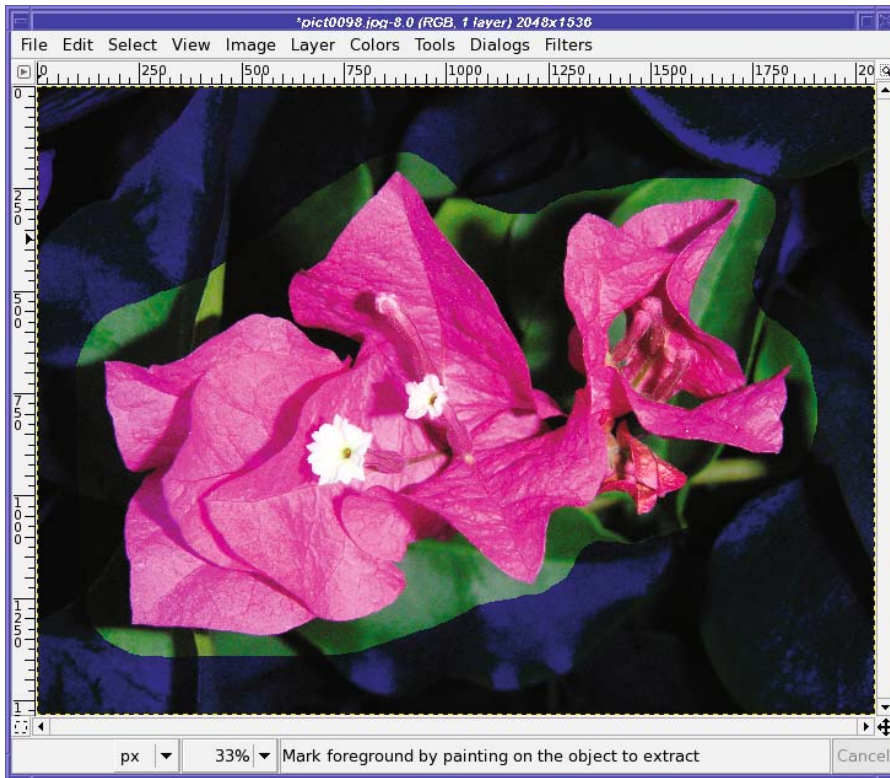 *pict0098.jpg-8.0 (RGB, 1 layer) 2048x1536
File Edit Select View Image Layer Colors Tools Dialogs Filters
0 250 500 750 1000 1250 1500 1750 20
0
250
500
750
1000
1250
1
px 33% Mark foreground by painting on the object to extract Cancel